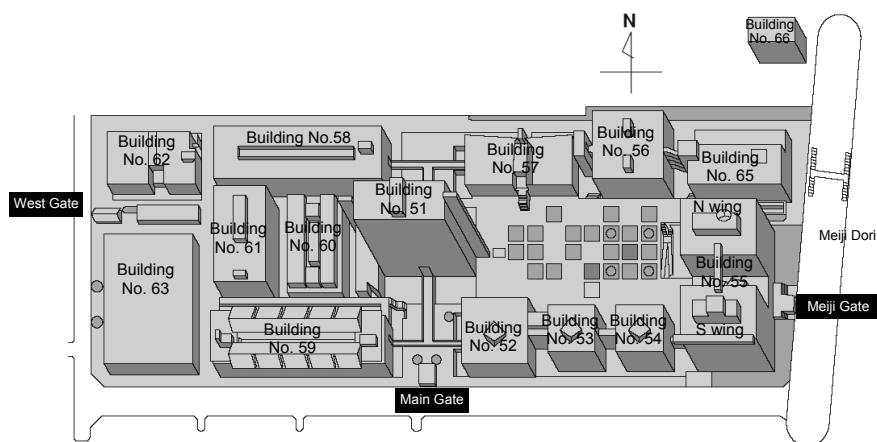 N
Building
No. 66
Building
No. 62
Building No.58
Building
No. 57
Building
No. 56
Building
No. 65
West Gate
Building
No. 51
N wing
Building
No. 61
Building
No. 60
Meiji Dori
Building
No. 63
Building
No. 55
Meiji Gate
Building
No. 59
Building
No. 52
Building
No. 53
Building
No. 54
S wing
Main Gate